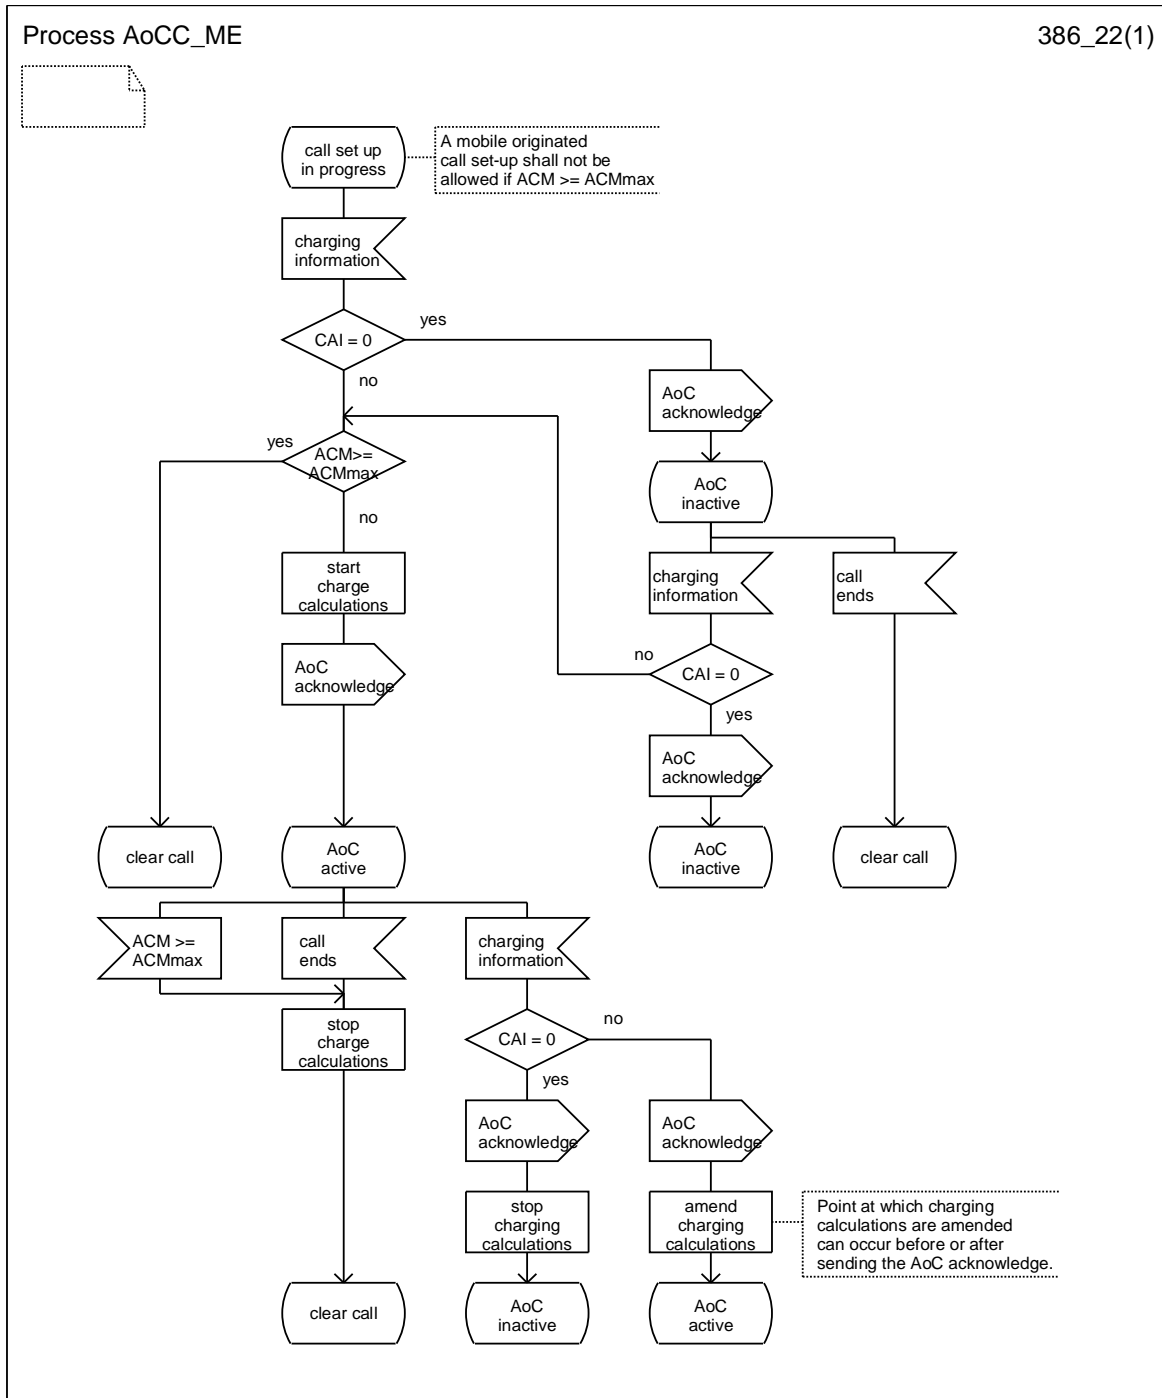 Process AoCC_ME
386_22(1)
call set up
in progress
A mobile originated
call set-up shall not be
allowed if ACM >= ACMmax
charging
information
CAI = 0
yes
no
AoC
acknowledge
yes
ACM>=
ACMmax
no
AoC
inactive
start
charge
calculations
charging
information
call
ends
AoC
acknowledge
no
CAI = 0
yes
AoC
acknowledge
clear call
AoC
active
AoC
inactive
clear call
ACM >=
ACMmax
call
ends
charging
information
stop
charge
calculations
CAI = 0
no
yes
AoC
acknowledge
AoC
acknowledge
stop
charging
calculations
amend
charging
calculations
Point at which charging
calculations are amended
can occur before or after
sending the AoC acknowledge.
clear call
AoC
inactive
AoC
active